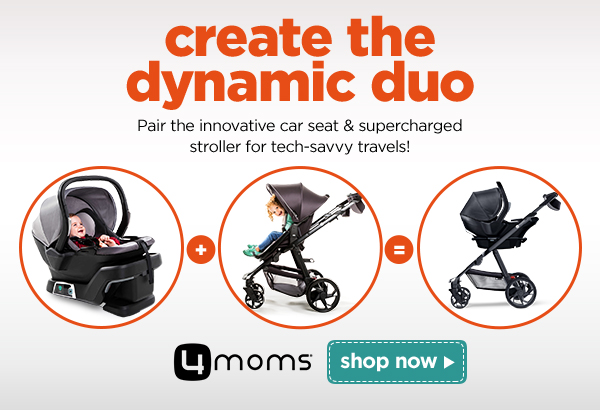 create the
dynamic duo
Pair the innovative car seat & supercharged
stroller for tech-savvy travels!
+
=
4moms®
shop now ▸